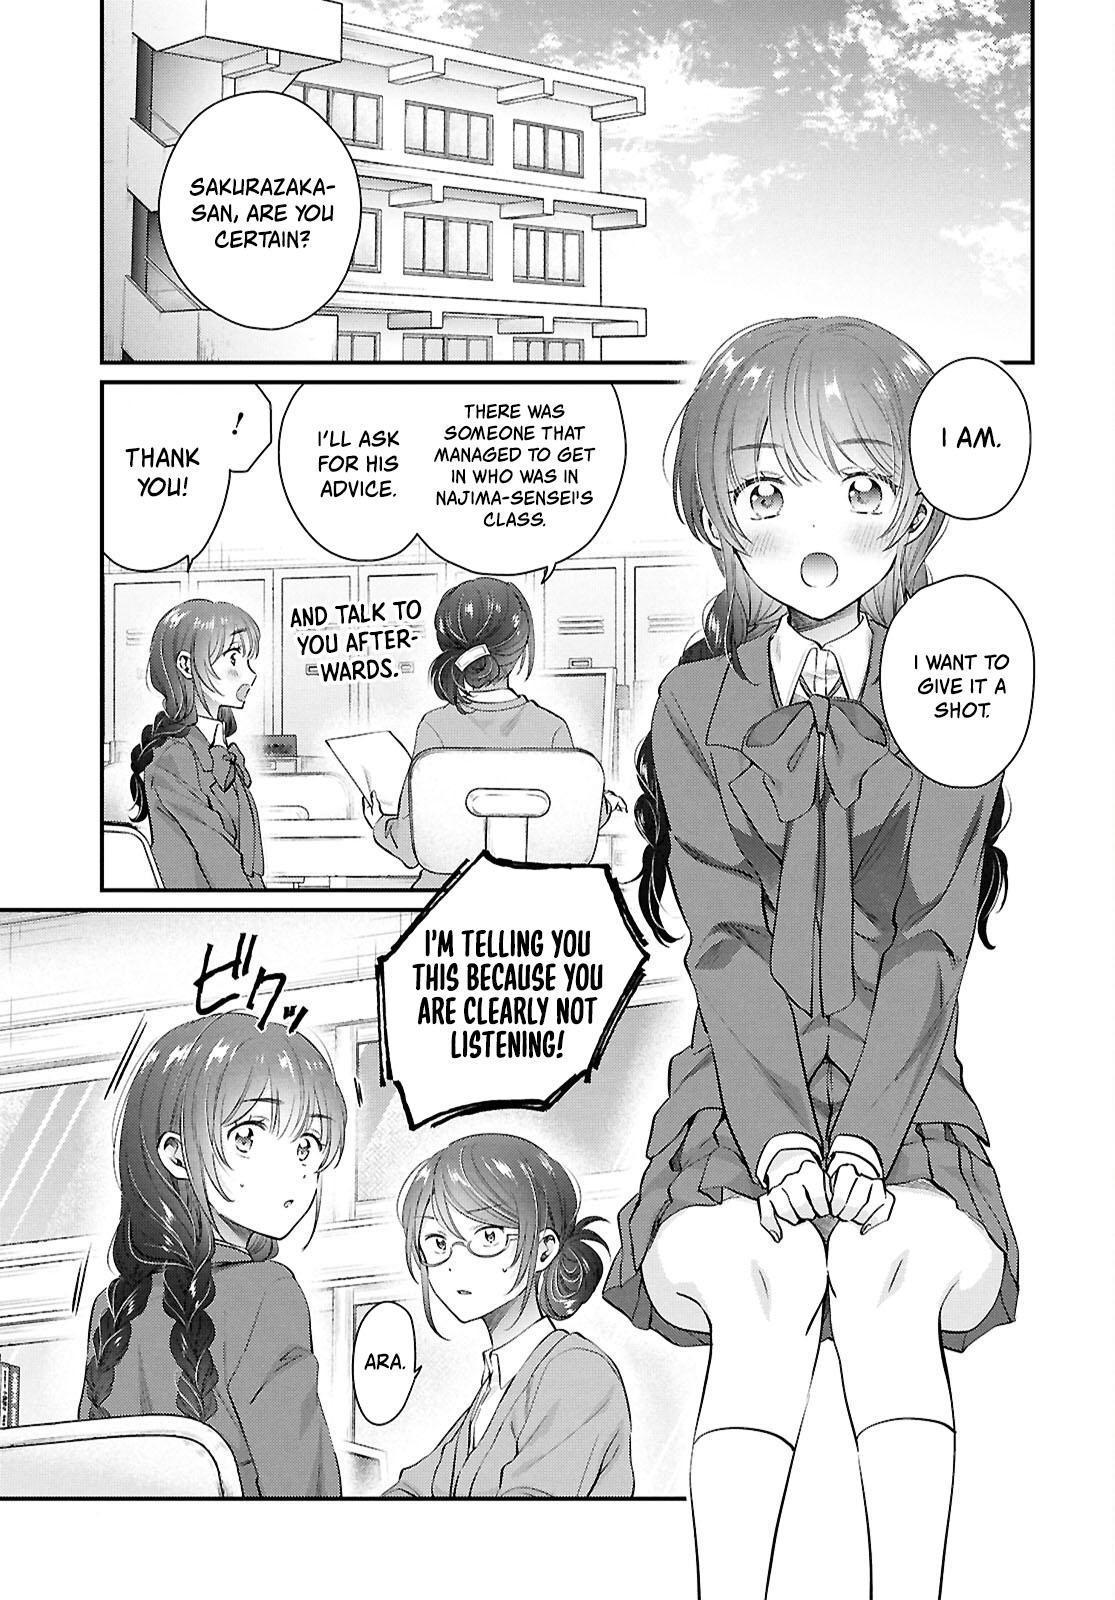 SAKURAZAKA-
SAN, ARE YOU
CERTAIN?
I AM.
I WANT TO
GIVE IT A
SHOT.
THERE WAS
SOMEONE THAT
MANAGED TO GET
IN WHO WAS IN
NAJIMA-SENSEI'S
CLASS.
I'LL ASK
FOR HIS
ADVICE.
AND TALK TO
YOU AFTER-
WARDS.
!
THANK
YOU!
I'M TELLING YOU
THIS BECAUSE YOU
ARE CLEARLY NOT
LISTENING!
ビクッ
ARA.